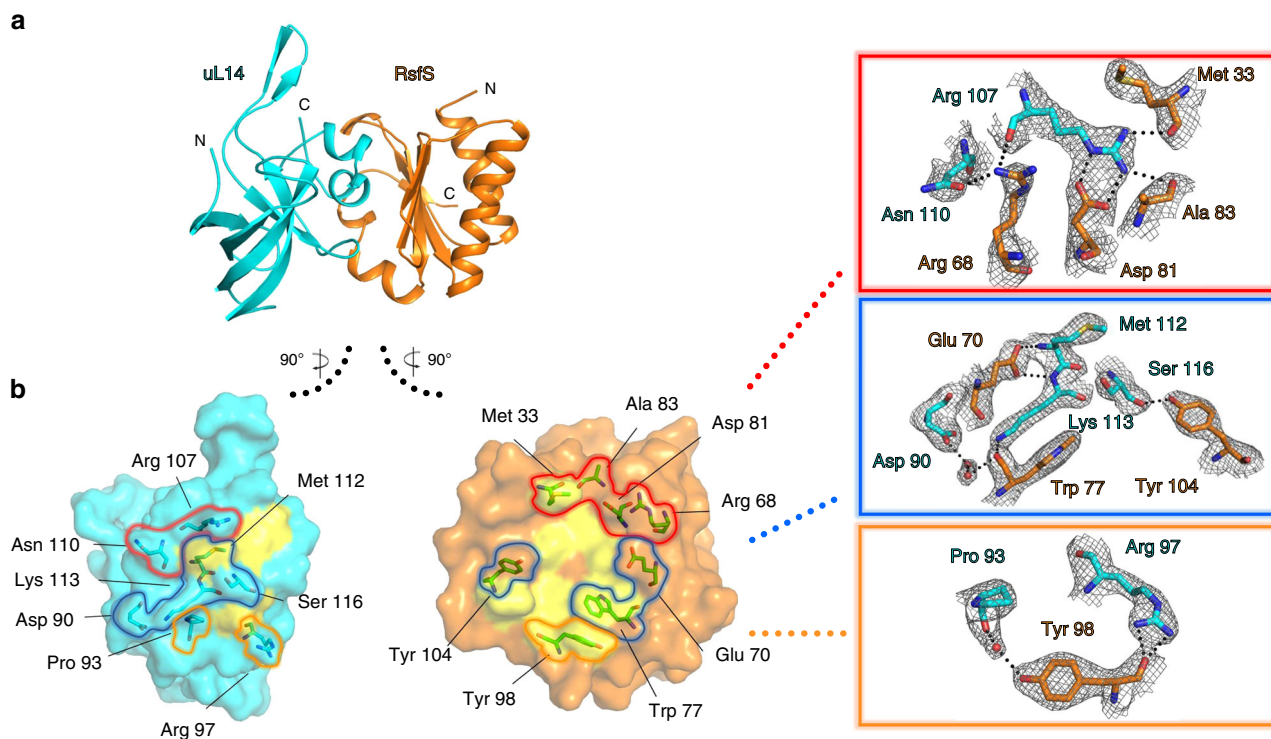 a
uL14
RsfS
N
C
N
C
90°
90°
b
Arg 107
Met 112
Asn 110
Lys 113
Asp 90
Ser 116
Pro 93
Arg 97
Met 33
Ala 83
Asp 81
Arg 68
Tyr 104
Glu 70
Tyr 98
Trp 77
Met 33
Arg 107
Asn 110
Ala 83
Arg 68
Asp 81
Met 112
Glu 70
Ser 116
Lys 113
Asp 90
Trp 77
Tyr 104
Pro 93
Arg 97
Tyr 98